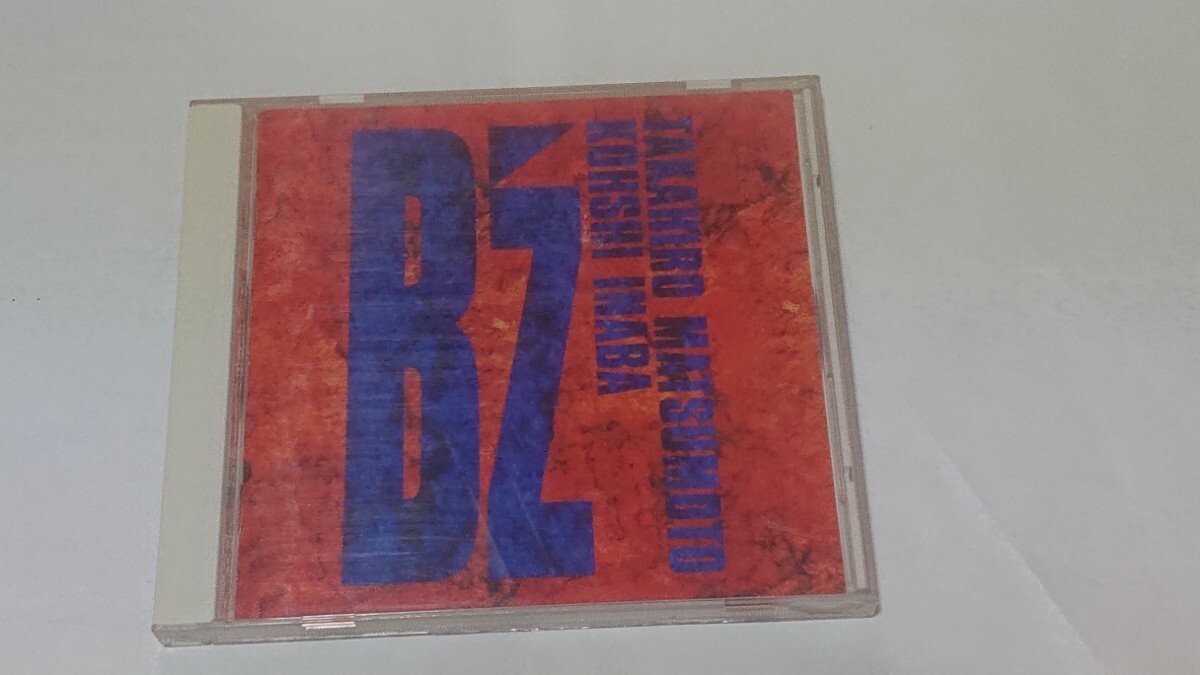 B'z
TAKAHIRO MATSUMOTO
KOHSHI INABA